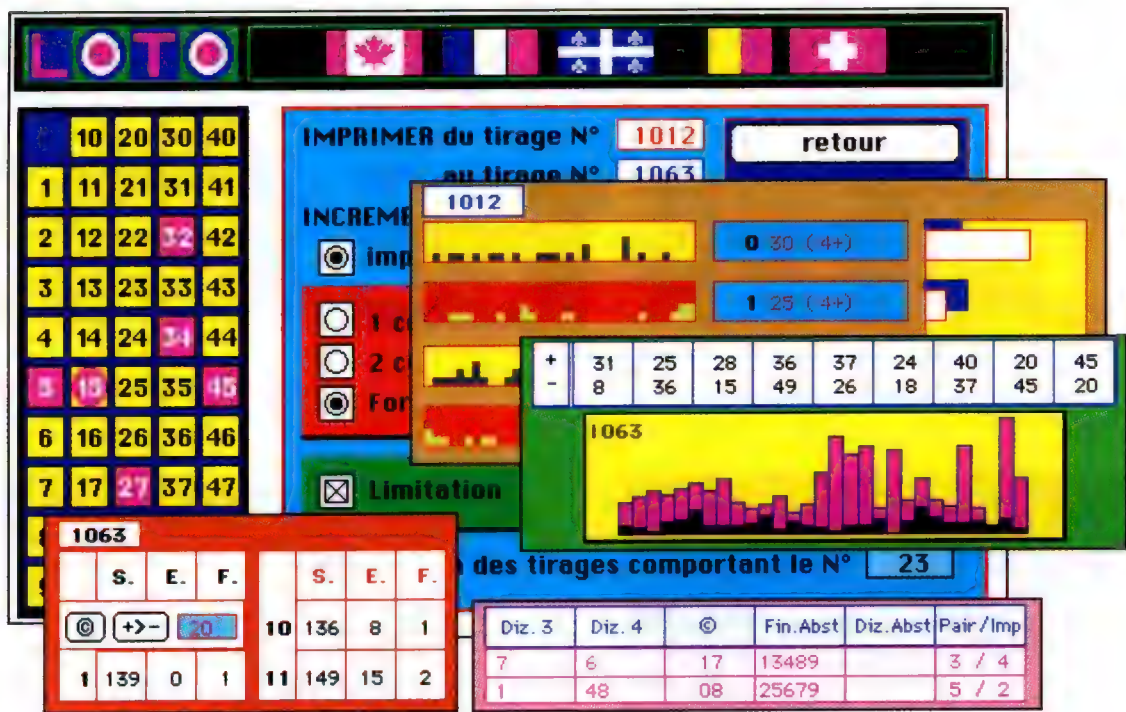 LOTO
10 20 30 40
1 11 21 31 41
2 12 22 32 42
3 13 23 33 43
4 14 24 34 44
5 15 25 35 45
6 16 26 36 46
7 17 27 37 47
IMPRIMER du tirage N° 1012
au tirage N° 1063
retour
INCREME
imp
1 c
2 c
For
Limitation
des tirages comportant le N° 23
1012
0 30 (4+)
1 25 (4+)
+ 31 25 28 36 37 24 40 20 45
- 8 36 15 49 26 18 37 45 20
1063
1063
S. E. F. S. E. F.
© +>- 20 10 136 8 1
1 139 0 1 11 149 15 2
Diz. 3 Diz. 4 © Fin.Abst Diz.Abst Pair/Imp
7 6 17 13489 3 / 4
1 48 08 25679 5 / 2